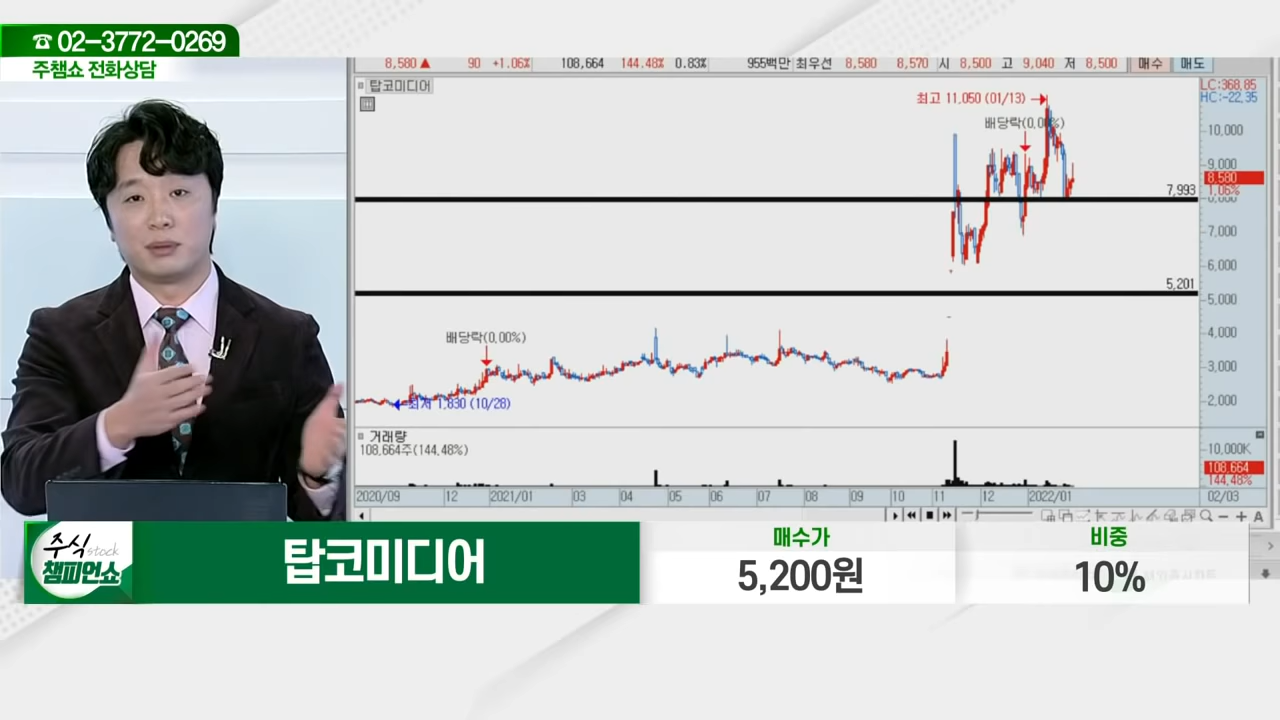 ☎ 02-3772-0269
주챔쇼 전화상담
8,580 ▲ 90 +1.06% 108,664 144.48% 0.83% 955백만 최우선 8,580 8,570 시 8,500 고 9,040 저 8,500 매수 매도
탑코미디어
LC:368.85
HC:-22.35
최고 11,050 (01/13)
배당락(0.00%)
10,000
9,000
8,580
1.06%
8,000
7,993
7,000
6,000
5,201
5,000
4,000
배당락(0.00%)
3,000
최저 1,830 (10/28)
2,000
거래량
108,664주(144.48%)
10,000K
108,664
144.48%
2020/09 12 2021/01 03 04 05 06 07 08 09 10 11 12 2022/01 02/03
주식 stock
챔피언쇼
탑코미디어
매수가
5,200원
비중
10%